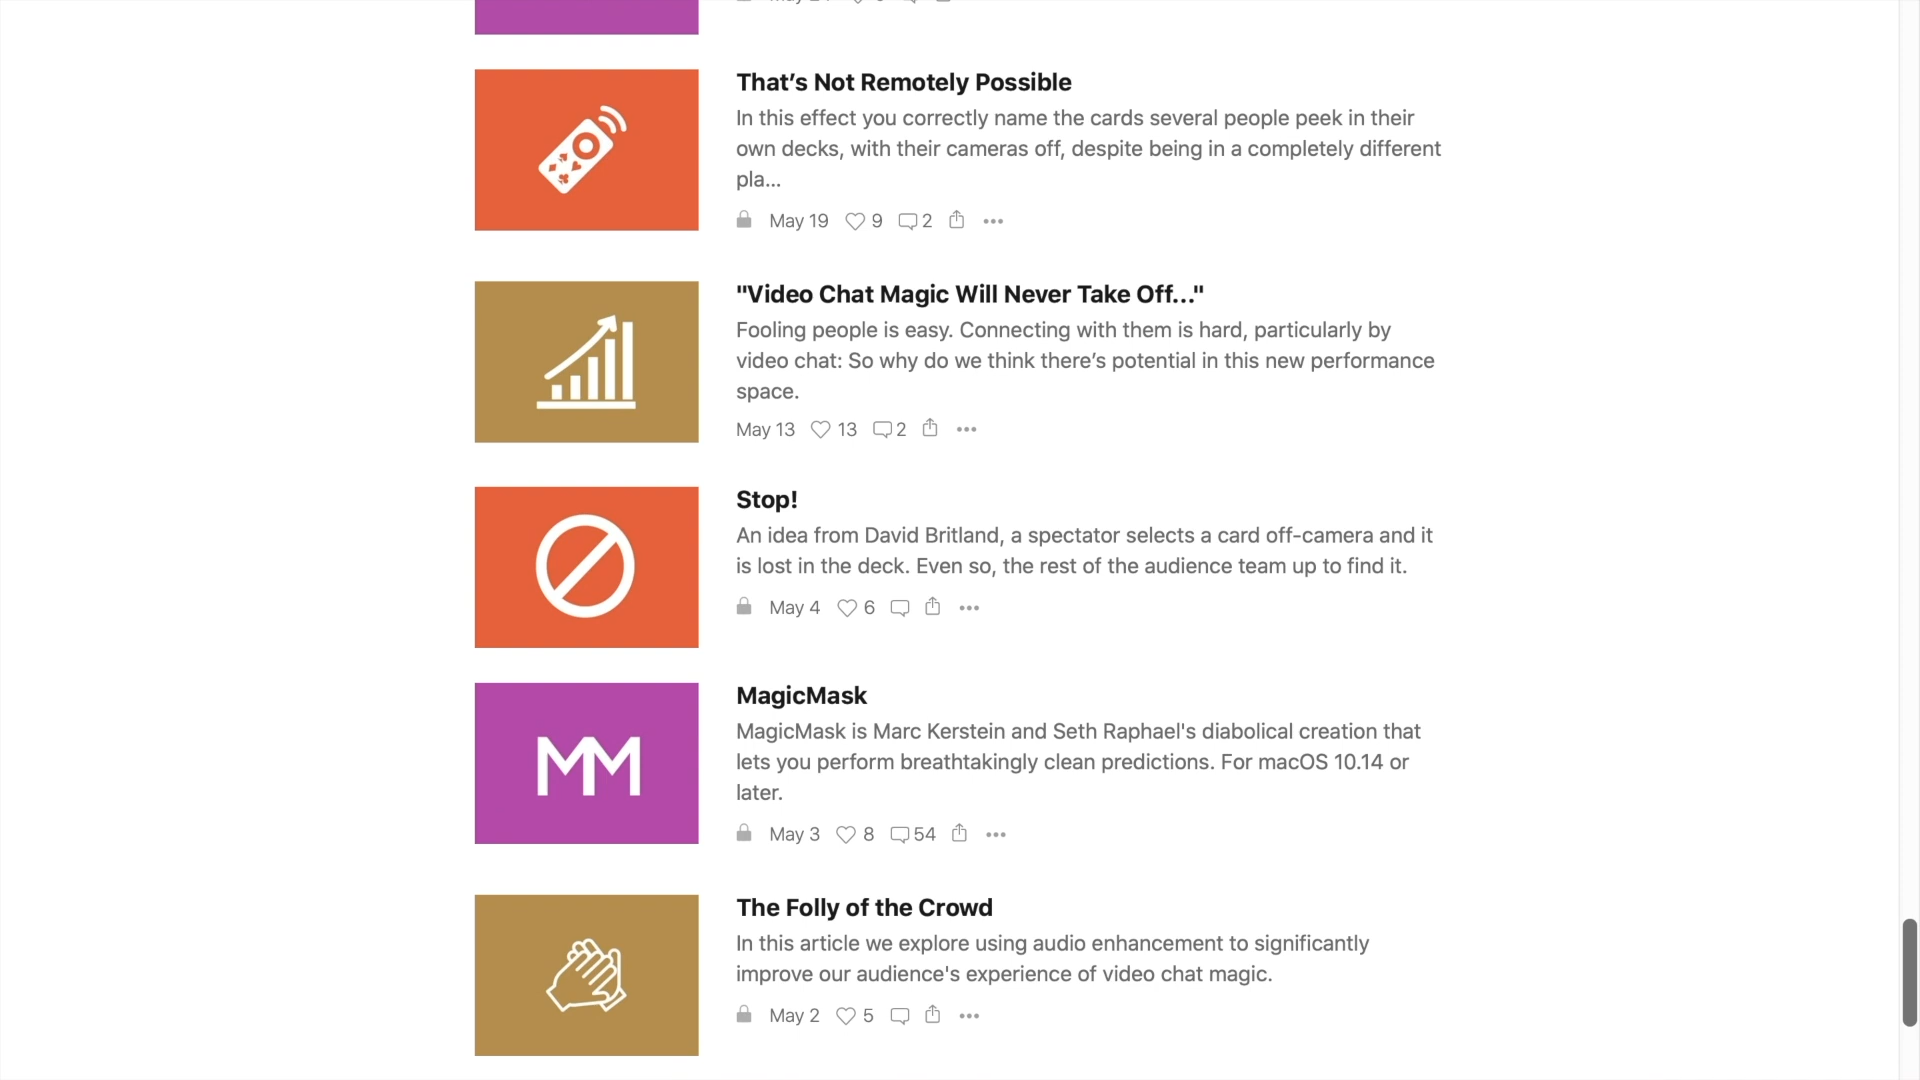 That’s Not Remotely Possible
In this effect you correctly name the cards several people peek in their
own decks, with their cameras off, despite being in a completely different
pla...
May 19 9 2
"Video Chat Magic Will Never Take Off..."
Fooling people is easy. Connecting with them is hard, particularly by
video chat: So why do we think there’s potential in this new performance
space.
May 13 13 2
Stop!
An idea from David Britland, a spectator selects a card off-camera and it
is lost in the deck. Even so, the rest of the audience team up to find it.
May 4 6
MM
MagicMask
MagicMask is Marc Kerstein and Seth Raphael's diabolical creation that
lets you perform breathtakingly clean predictions. For macOS 10.14 or
later.
May 3 8 54
The Folly of the Crowd
In this article we explore using audio enhancement to significantly
improve our audience's experience of video chat magic.
May 2 5